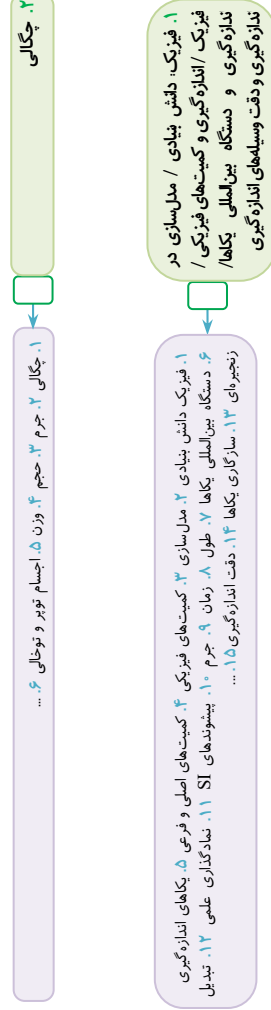 ۱. فیزیک: دانش بنیادی / مدل‌سازی در
فیزیک / اندازه‌گیری و کمیت‌های فیزیکی /
اندازه‌گیری و دستگاه بین‌المللی یکاها/
اندازه‌گیری و دقت وسیله‌های اندازه‌گیری
۱. فیزیک دانش بنیادی ۲. مدل‌سازی ۳. کمیت‌های فیزیکی ۴. کمیت‌های اصلی و فرعی ۵. یکاهای اندازه‌گیری
۶. دستگاه بین‌المللی یکاها ۷. طول ۸. زمان ۹. جرم ۱۰. پیشوندهای SI ۱۱. نمادگذاری علمی ۱۲. تبدیل
زنجیره‌ای ۱۳. سازگاری یکاها ۱۴. دقت اندازه‌گیری ۱۵. ...
۲. چگالی
۱. چگالی ۲. جرم ۳. حجم ۴. وزن ۵. اجسام توپر و توخالی ۶. ...